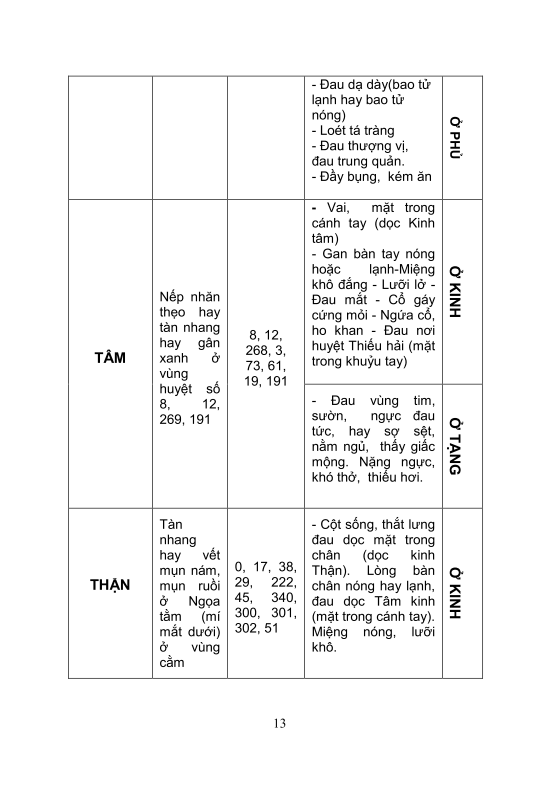 - Đau dạ dày(bao tử
lạnh hay bao tử
nóng)
- Loét tá tràng
- Đau thượng vị,
đau trung quản.
- Đầy bụng, kém ăn
Ở PHỦ
TÂM
Nếp nhăn
thẹo hay
tàn nhang
hay gân
xanh ở
vùng
huyệt số
8, 12,
269, 191
8, 12,
268, 3,
73, 61,
19, 191
- Vai, mặt trong
cánh tay (dọc Kinh
tâm)
- Gan bàn tay nóng
hoặc lạnh-Miệng
khô đắng - Lưỡi lở -
Đau mắt - Cổ gáy
cứng mỏi - Ngứa cổ,
ho khan - Đau nơi
huyệt Thiếu hải (mặt
trong khuỷu tay)
Ở KINH
- Đau vùng tim,
sườn, ngực đau
tức, hay sợ sệt,
nằm ngủ, thấy giấc
mộng. Nặng ngực,
khó thở, thiếu hơi.
Ở TẠNG
THẬN
Tàn
nhang
hay vết
mụn nám,
mụn ruồi
ở Ngọa
tằm (mí
mắt dưới)
ở vùng
cằm
0, 17, 38,
29, 222,
45, 340,
300, 301,
302, 51
- Cột sống, thắt lưng
đau dọc mặt trong
chân (dọc kinh
Thận). Lòng bàn
chân nóng hay lạnh,
đau dọc Tâm kinh
(mặt trong cánh tay).
Miệng nóng, lưỡi
khô.
Ở KINH
13